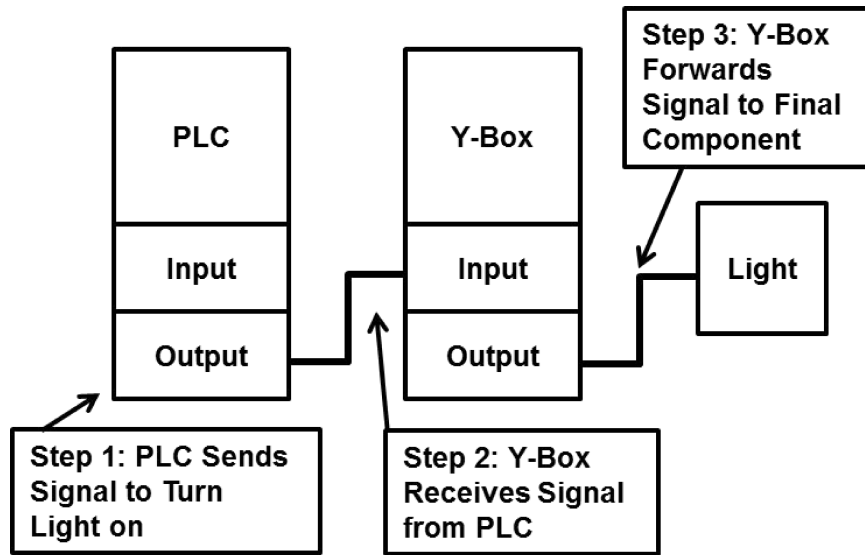 PLC
Input
Output
Y-Box
Input
Output
Light
Step 3: Y-Box
Forwards
Signal to Final
Component
Step 1: PLC Sends
Signal to Turn
Light on
Step 2: Y-Box
Receives Signal
from PLC